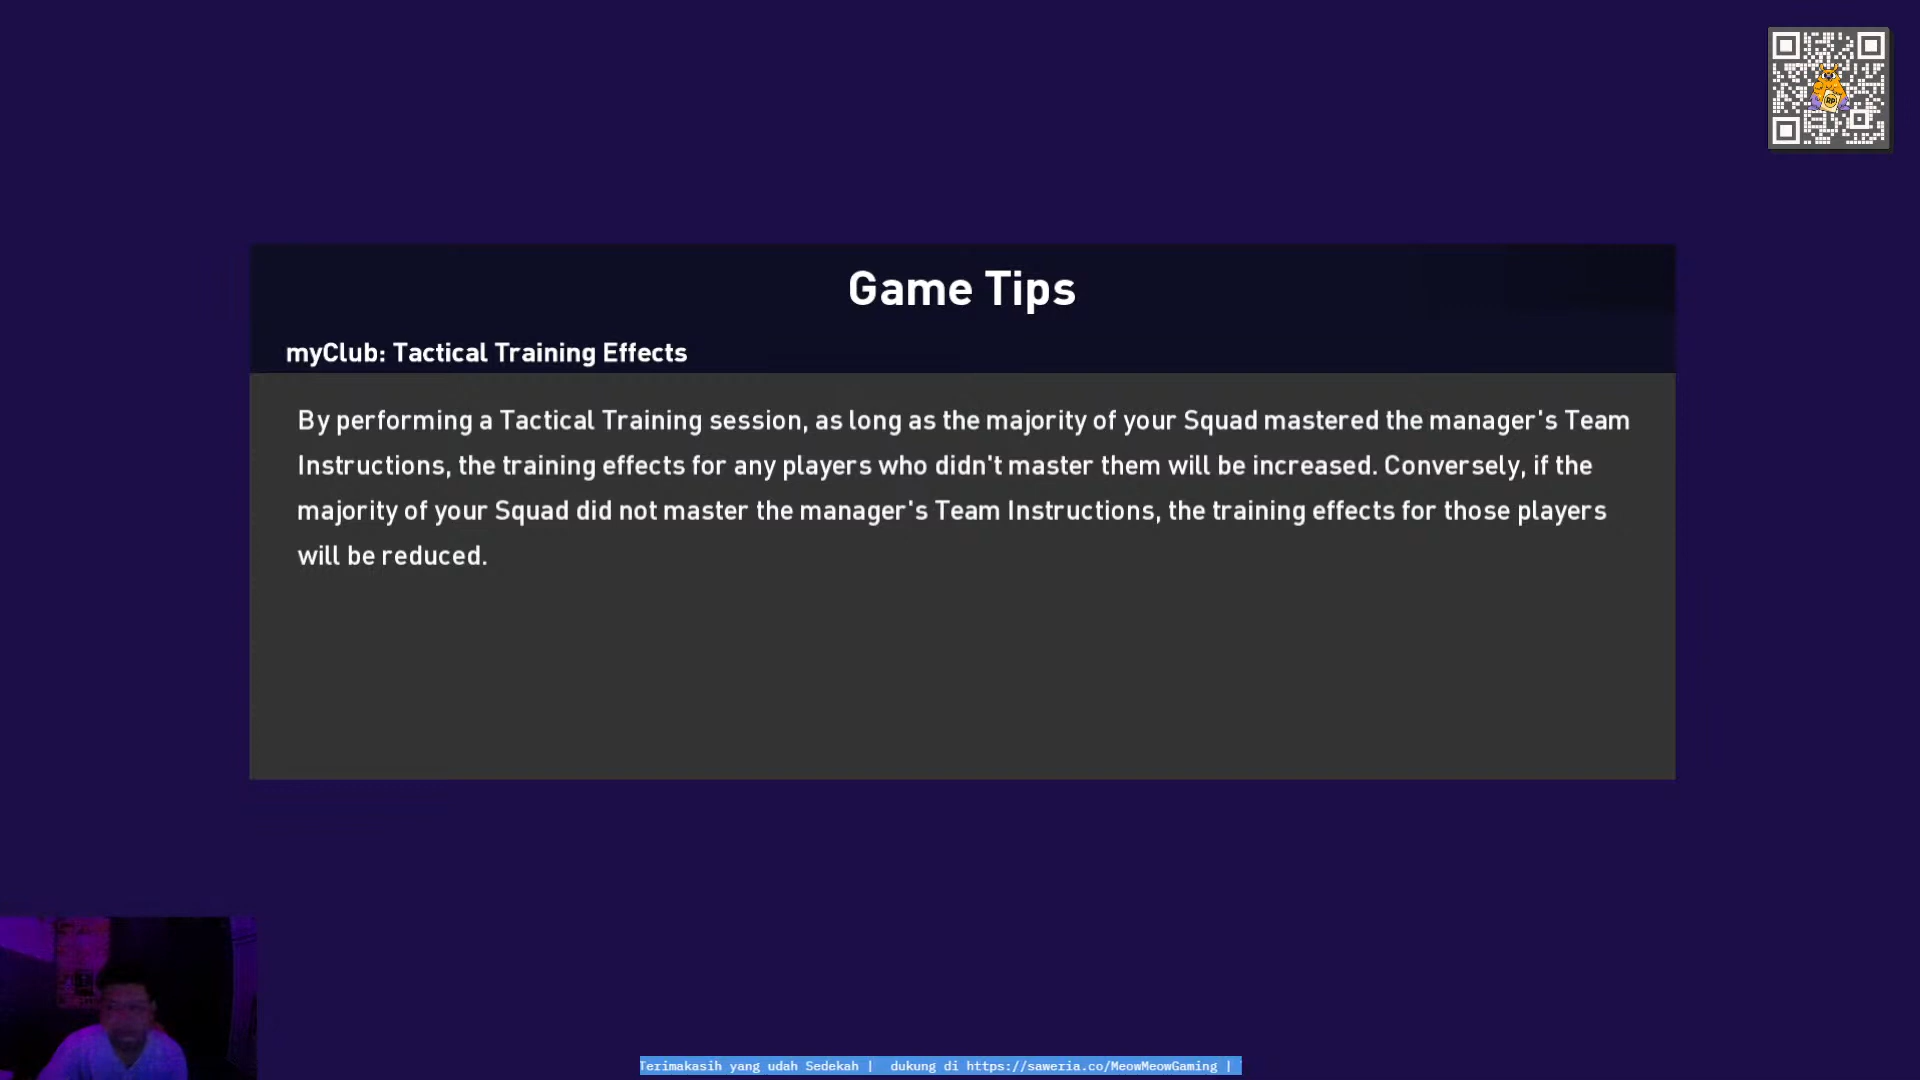 Game Tips
myClub: Tactical Training Effects
By performing a Tactical Training session, as long as the majority of your Squad mastered the manager's Team
Instructions, the training effects for any players who didn't master them will be increased. Conversely, if the
majority of your Squad did not master the manager's Team Instructions, the training effects for those players
will be reduced.
Terimakasih yang udah Sedekah |  dukung di https://saweria.co/MeowMeowGaming |